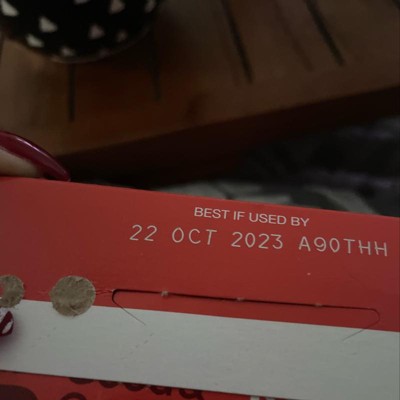 BEST IF USED BY
22 OCT 2023 A90THH